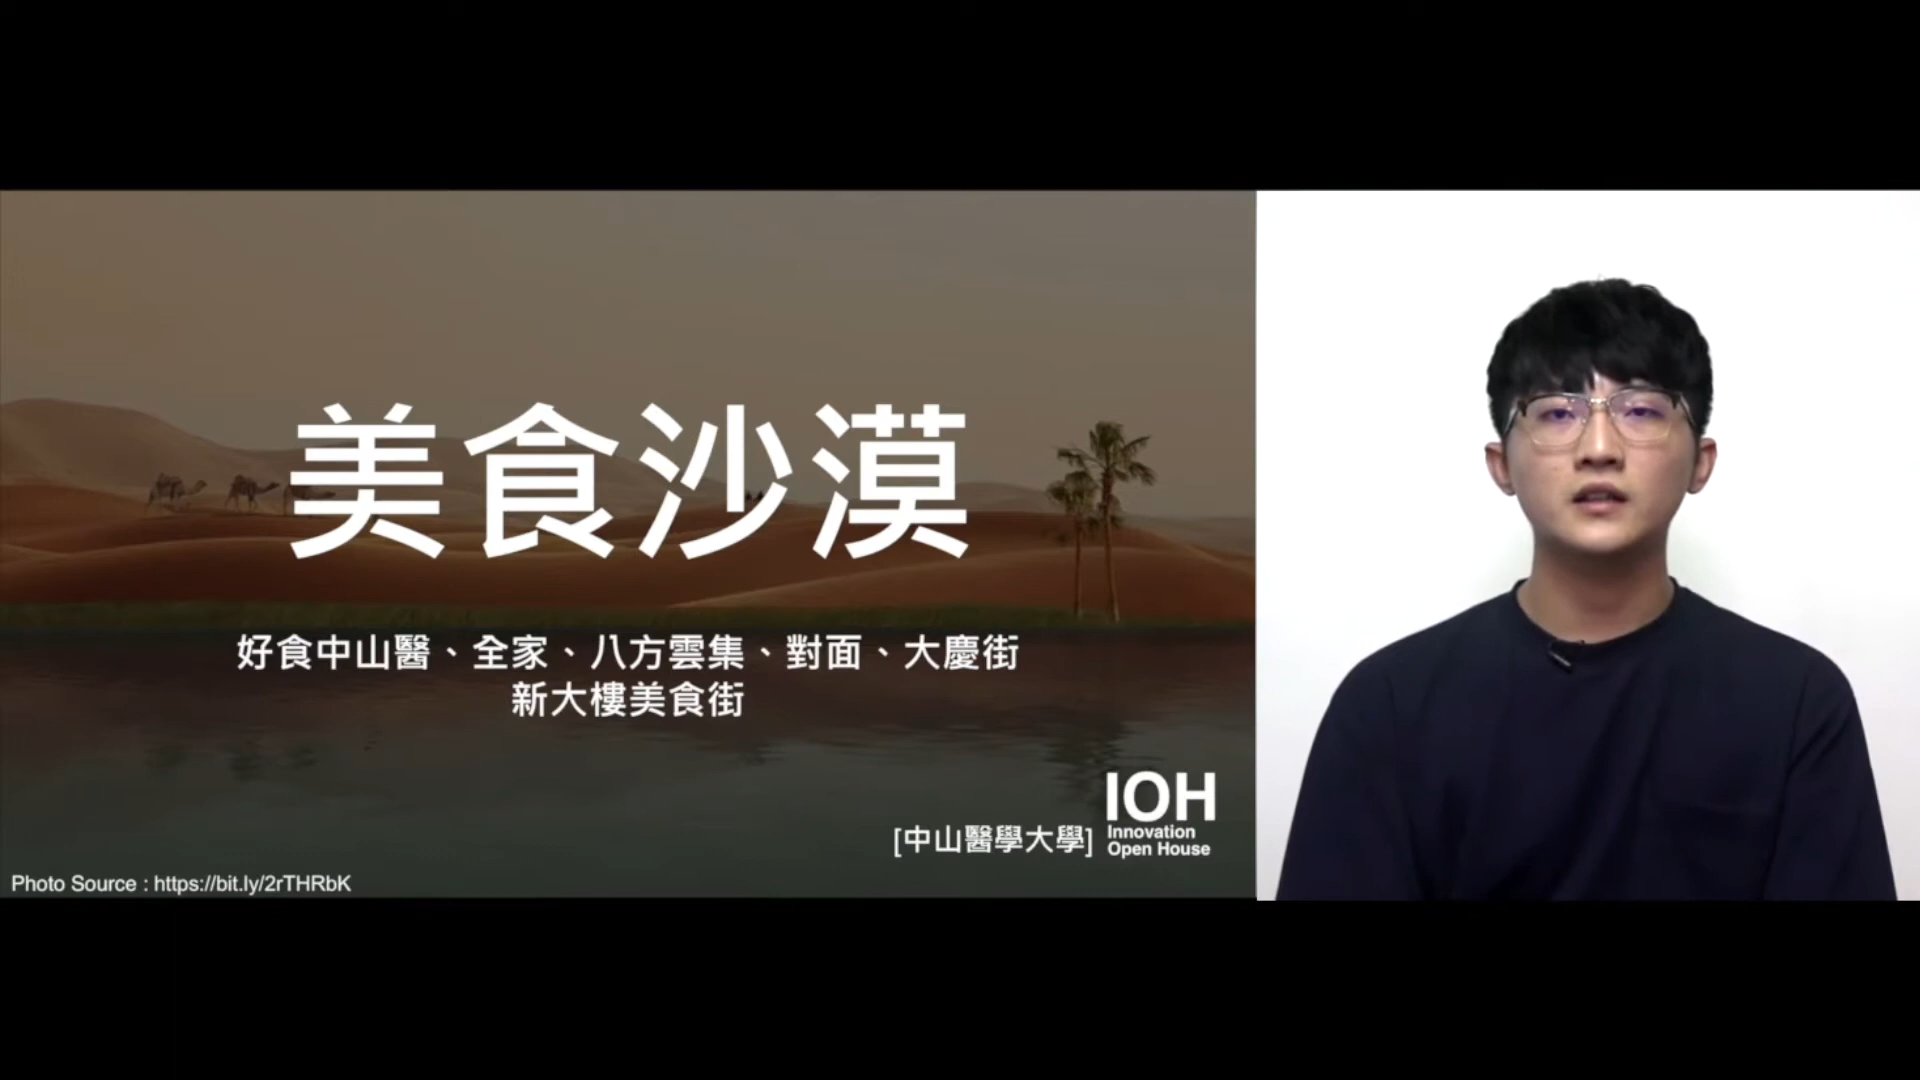 美食沙漠
好食中山醫、全家、八方雲集、對面、大慶街
新大樓美食街
IOH
Innovation
Open House
[中山醫學大學]
Photo Source : https://bit.ly/2rTHRbK